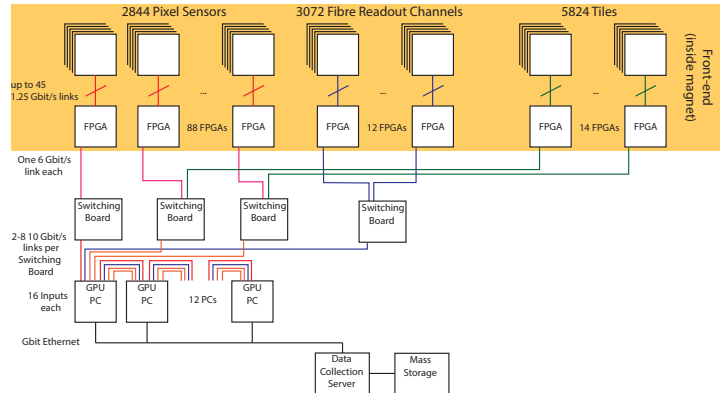 2844 Pixel Sensors
3072 Fibre Readout Channels
5824 Tiles
Front-end
(inside magnet)
up to 45
1.25 Gbit/s links
...
...
...
FPGA
FPGA
88 FPGAs
FPGA
FPGA
12 FPGAs
FPGA
FPGA
14 FPGAs
FPGA
One 6 Gbit/s
link each
Switching
Board
Switching
Board
Switching
Board
Switching
Board
2-8 10 Gbit/s
links per
Switching
Board
16 Inputs
each
GPU
PC
GPU
PC
12 PCs
GPU
PC
Gbit Ethernet
Data
Collection
Server
Mass
Storage